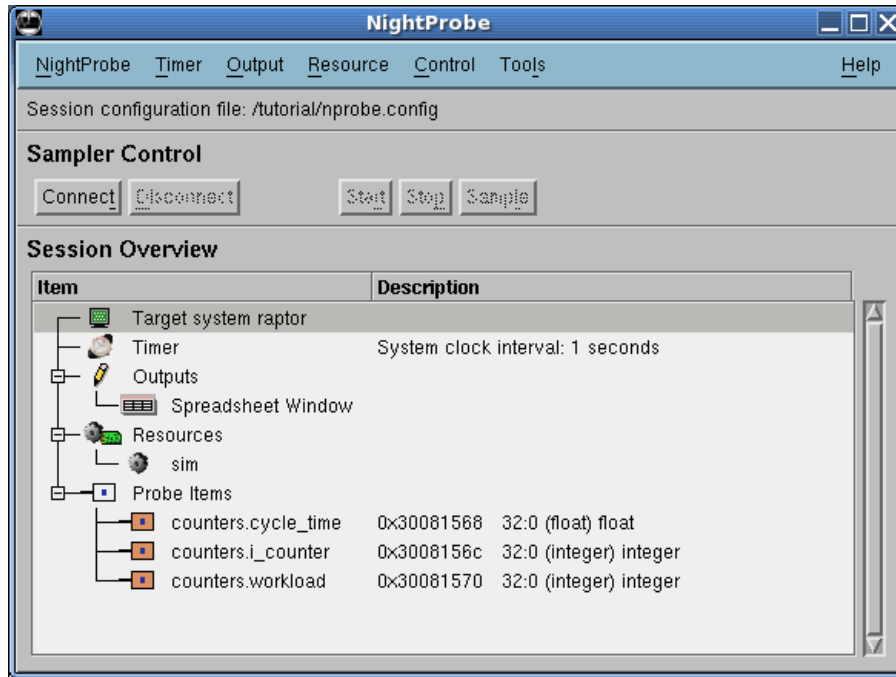 NightProbe
NightProbe Timer Output Resource Control Tools Help
Session configuration file: /tutorial/nprobe.config
Sampler Control
Connect Disconnect Start Stop Sample
Session Overview
Item Description
Target system raptor
Timer System clock interval: 1 seconds
Outputs
Spreadsheet Window
Resources
sim
Probe Items
counters.cycle_time 0x30081568 32:0 (float) float
counters.i_counter 0x3008156c 32:0 (integer) integer
counters.workload 0x30081570 32:0 (integer) integer